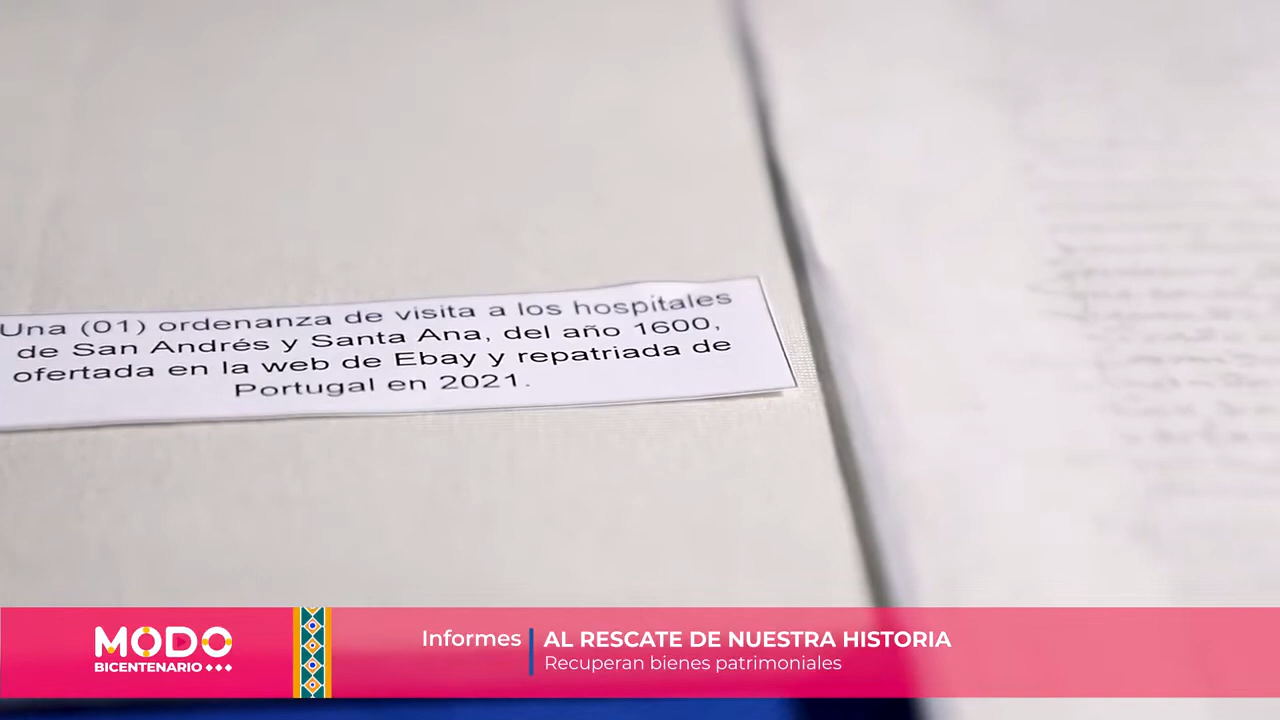 Una (01) ordenanza de visita a los hospitales
de San Andrés y Santa Ana, del año 1600,
ofertada en la web de Ebay y repatriada de
Portugal en 2021.
MODO
BICENTENARIO
Informes
AL RESCATE DE NUESTRA HISTORIA
Recuperan bienes patrimoniales